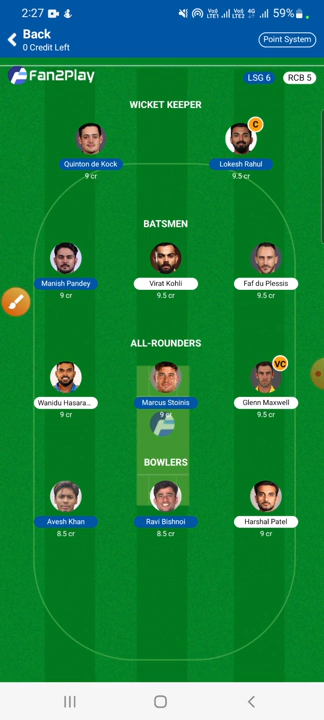 2:27
59%
Back
0 Credit Left
Point System
Fan2Play
LSG 6
RCB 5
WICKET KEEPER
C
Quinton de Kock
9 cr
Lokesh Rahul
9.5 cr
BATSMEN
Manish Pandey
9 cr
Virat Kohli
9.5 cr
Faf du Plessis
9.5 cr
ALL-ROUNDERS
VC
Wanidu Hasara...
9 cr
Marcus Stoinis
9 cr
Glenn Maxwell
9.5 cr
BOWLERS
Avesh Khan
8.5 cr
Ravi Bishnoi
8.5 cr
Harshal Patel
9 cr